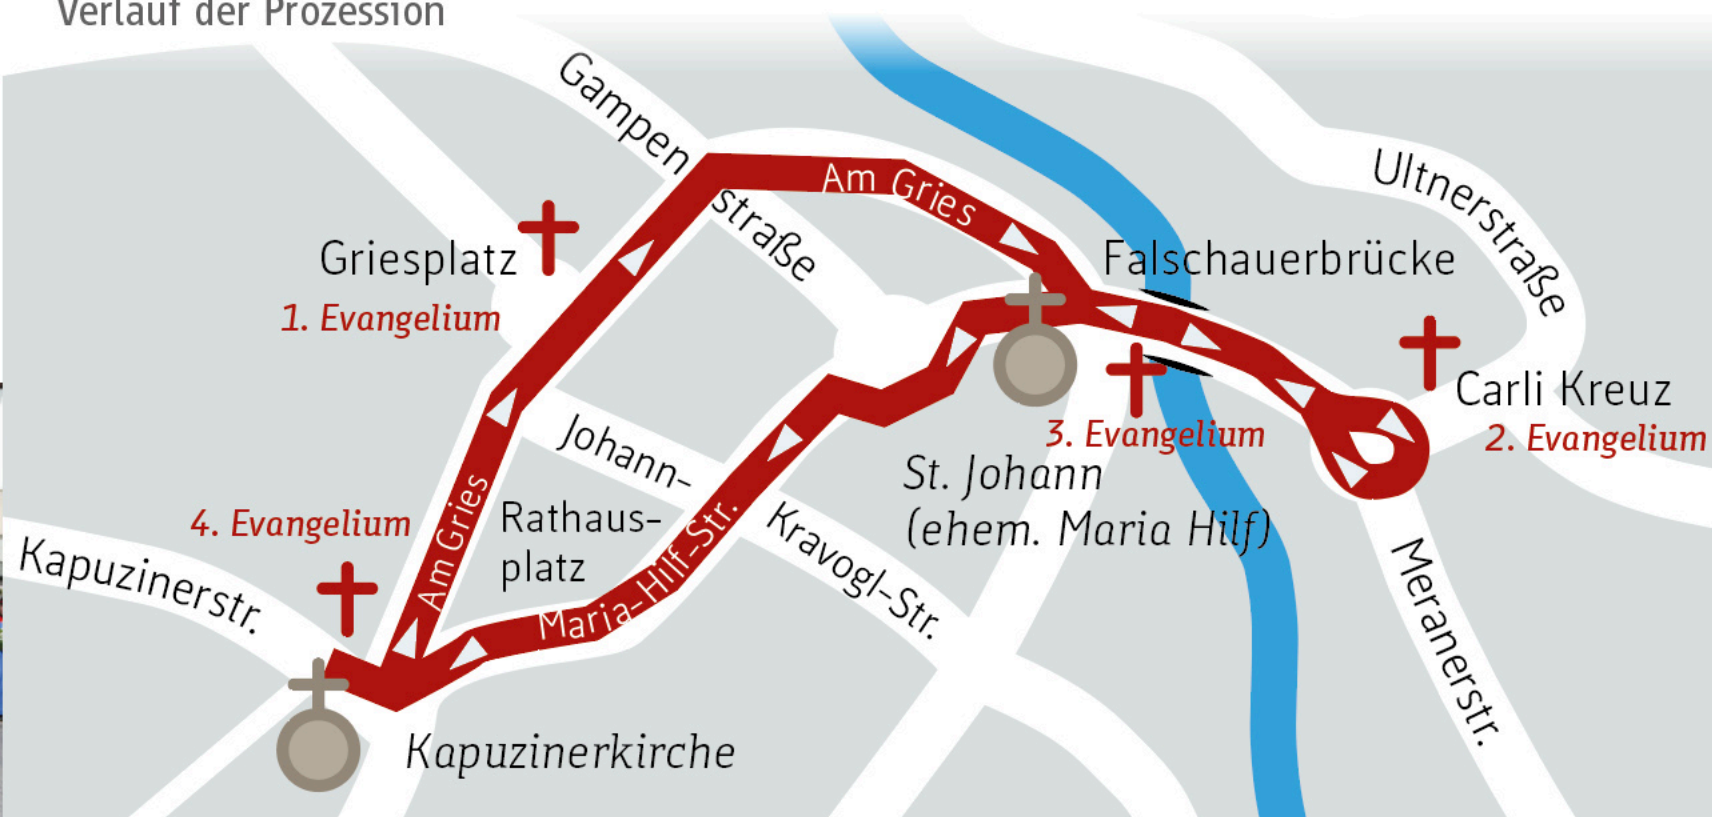 Verlauf der Prozession
Gampen
straße
Am Gries
Ultnerstraße
Griesplatz
1. Evangelium
Falschauerbrücke
Carli Kreuz
2. Evangelium
3. Evangelium
St. Johann
(ehem. Maria Hilf)
Johann-
Kravogl-Str.
Rathaus-
platz
Am Gries
Maria-Hilf-Str.
4. Evangelium
Kapuzinerstr.
Meranerstr.
Kapuzinerkirche